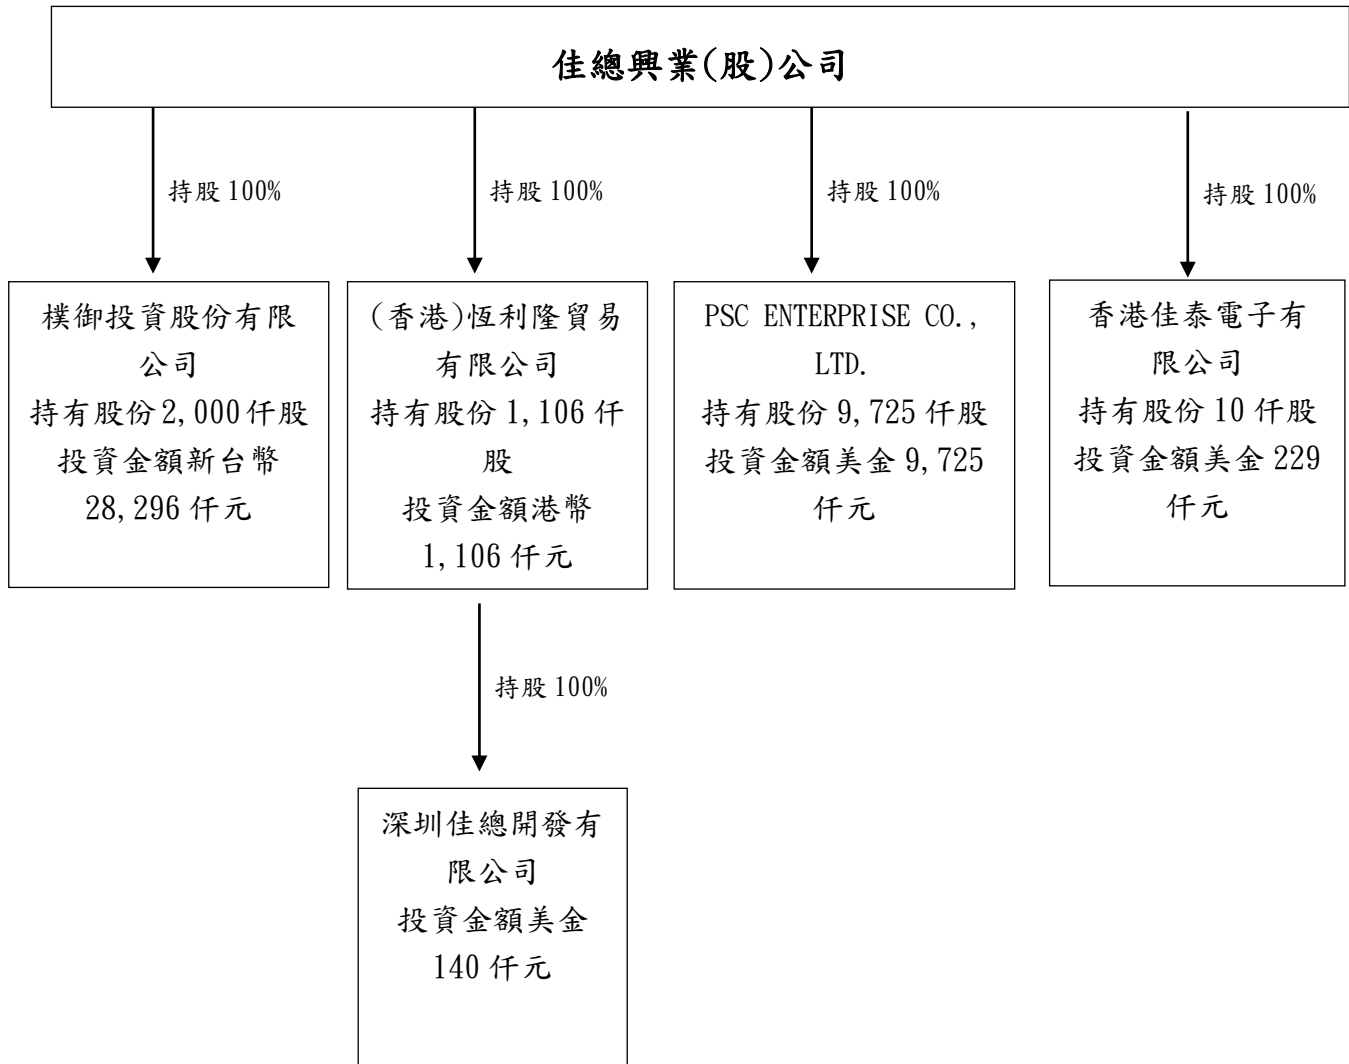 佳總興業(股)公司
持股 100%
持股 100%
持股 100%
持股 100%
樸御投資股份有限
公司
持有股份 2,000 仟股
投資金額新台幣
28,296 仟元
(香港)恆利隆貿易
有限公司
持有股份 1,106 仟
股
投資金額港幣
1,106 仟元
PSC ENTERPRISE CO.,
LTD.
持有股份 9,725 仟股
投資金額美金 9,725
仟元
香港佳泰電子有
限公司
持有股份 10 仟股
投資金額美金 229
仟元
持股 100%
深圳佳總開發有
限公司
投資金額美金
140 仟元